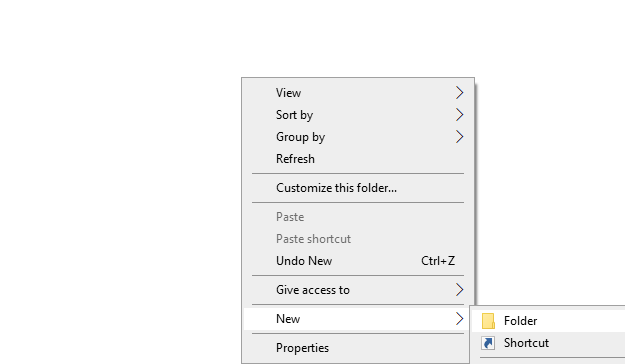 View
Sort by
Group by
Refresh
Customize this folder...
Paste
Paste shortcut
Undo New Ctrl+Z
Give access to
New
Folder
Shortcut
Properties